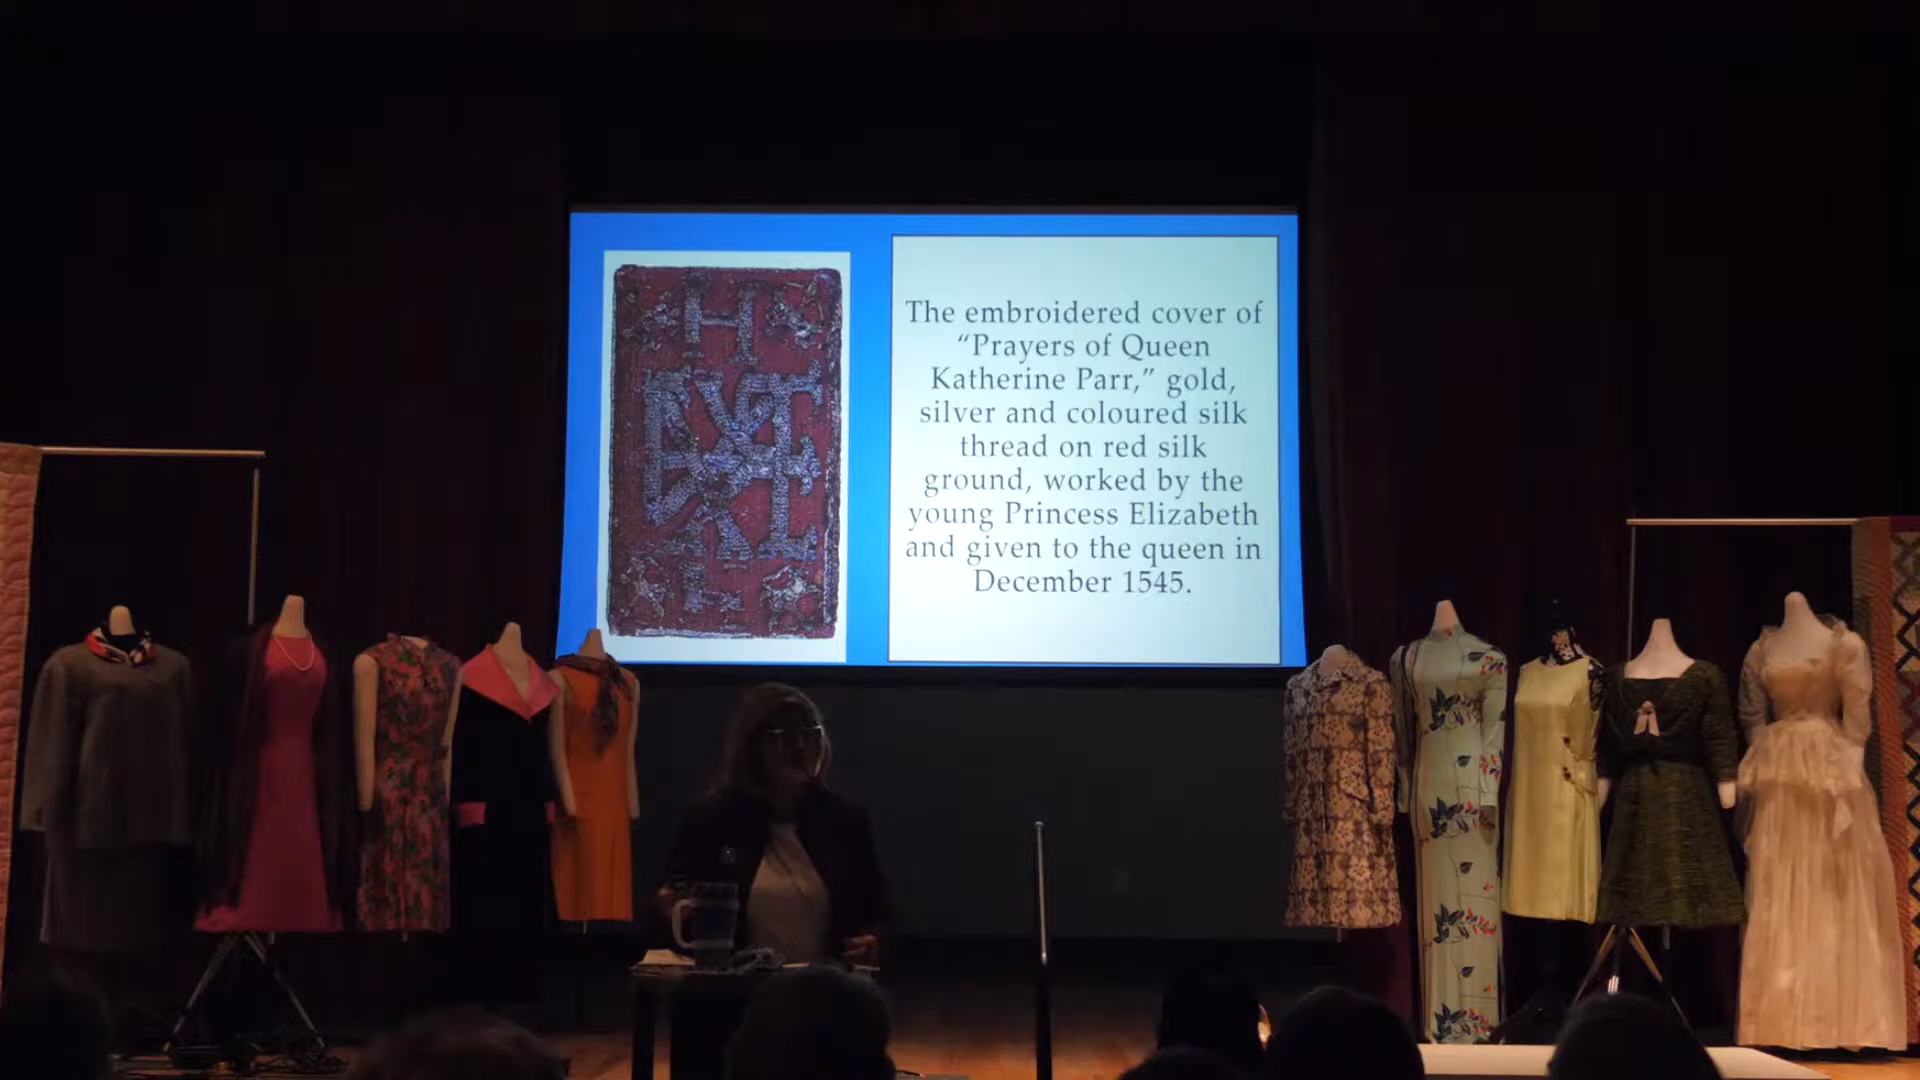 The embroidered cover of
“Prayers of Queen
Katherine Parr,” gold,
silver and coloured silk
thread on red silk
ground, worked by the
young Princess Elizabeth
and given to the queen in
December 1545.
H